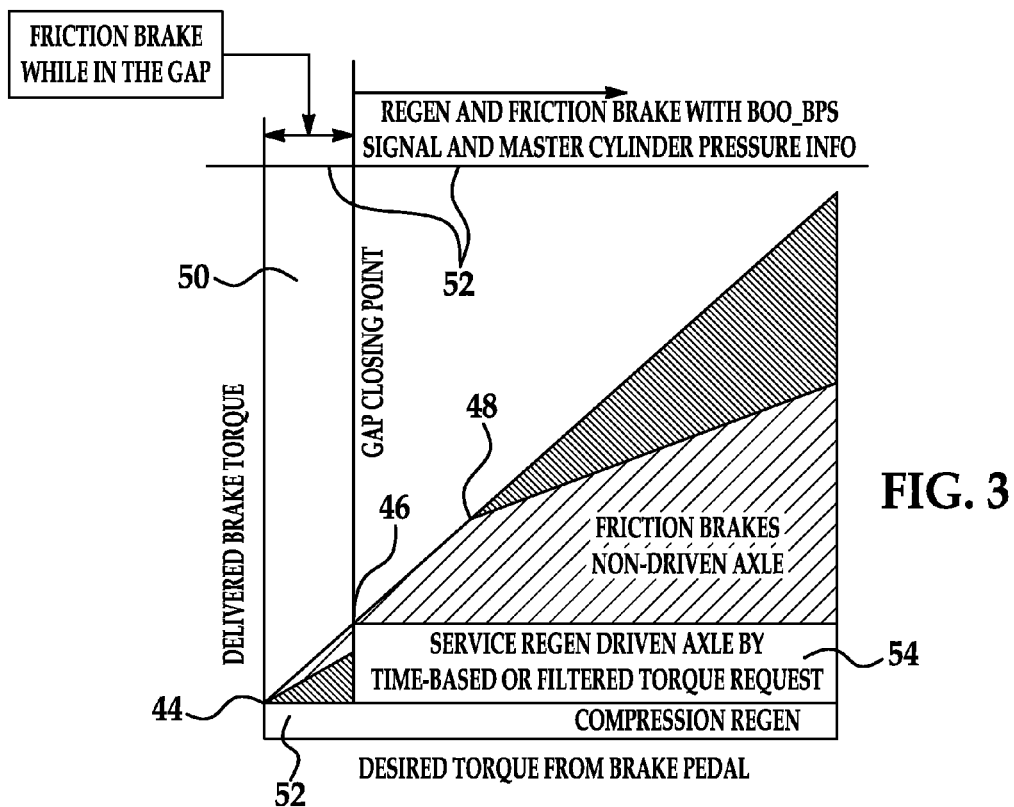 FRICTION BRAKE
WHILE IN THE GAP
REGEN AND FRICTION BRAKE WITH BOO_BPS
SIGNAL AND MASTER CYLINDER PRESSURE INFO
50
52
GAP CLOSING POINT
DELIVERED BRAKE TORQUE
48
46
FIG. 3
FRICTION BRAKES
NON-DRIVEN AXLE
SERVICE REGEN DRIVEN AXLE BY
TIME-BASED OR FILTERED TORQUE REQUEST
54
44
COMPRESSION REGEN
52
DESIRED TORQUE FROM BRAKE PEDAL